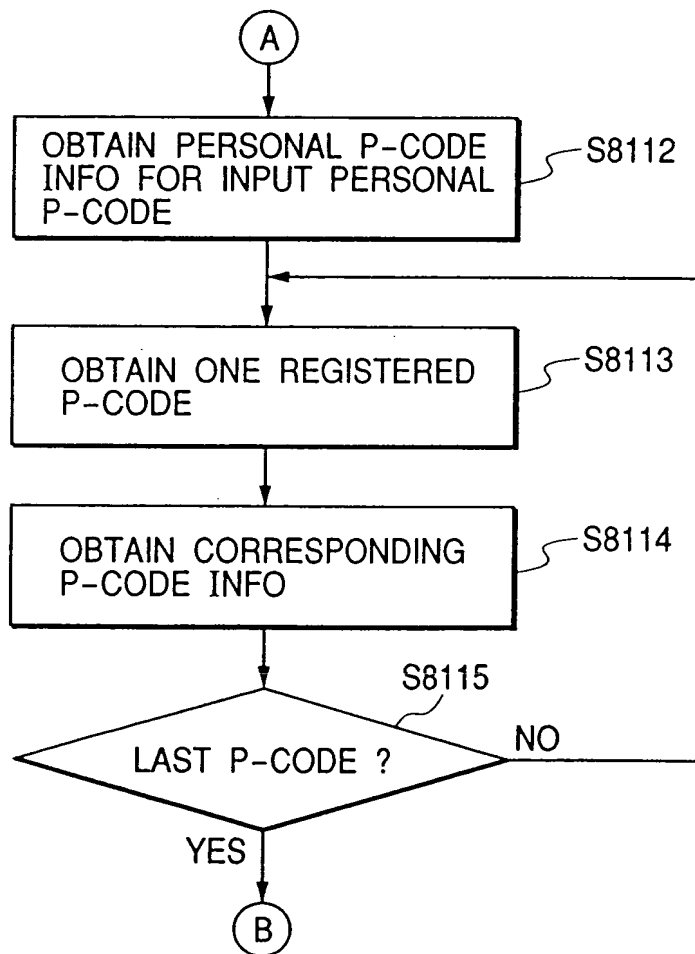 A
OBTAIN PERSONAL P-CODE
INFO FOR INPUT PERSONAL
P-CODE
S8112
OBTAIN ONE REGISTERED
P-CODE
S8113
OBTAIN CORRESPONDING
P-CODE INFO
S8114
S8115
LAST P-CODE ?
NO
YES
B